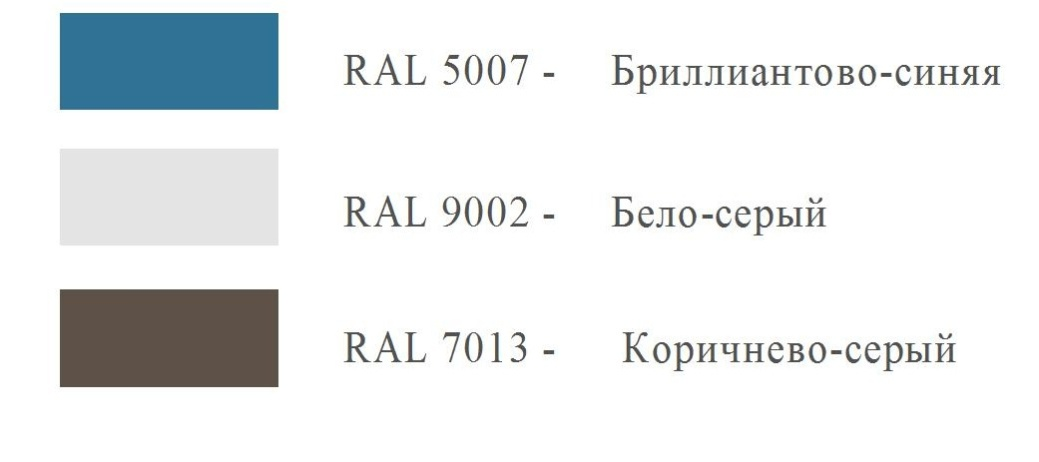 RAL 5007 - Бриллиантово-синяя
RAL 9002 - Бело-серый
RAL 7013 - Коричнево-серый